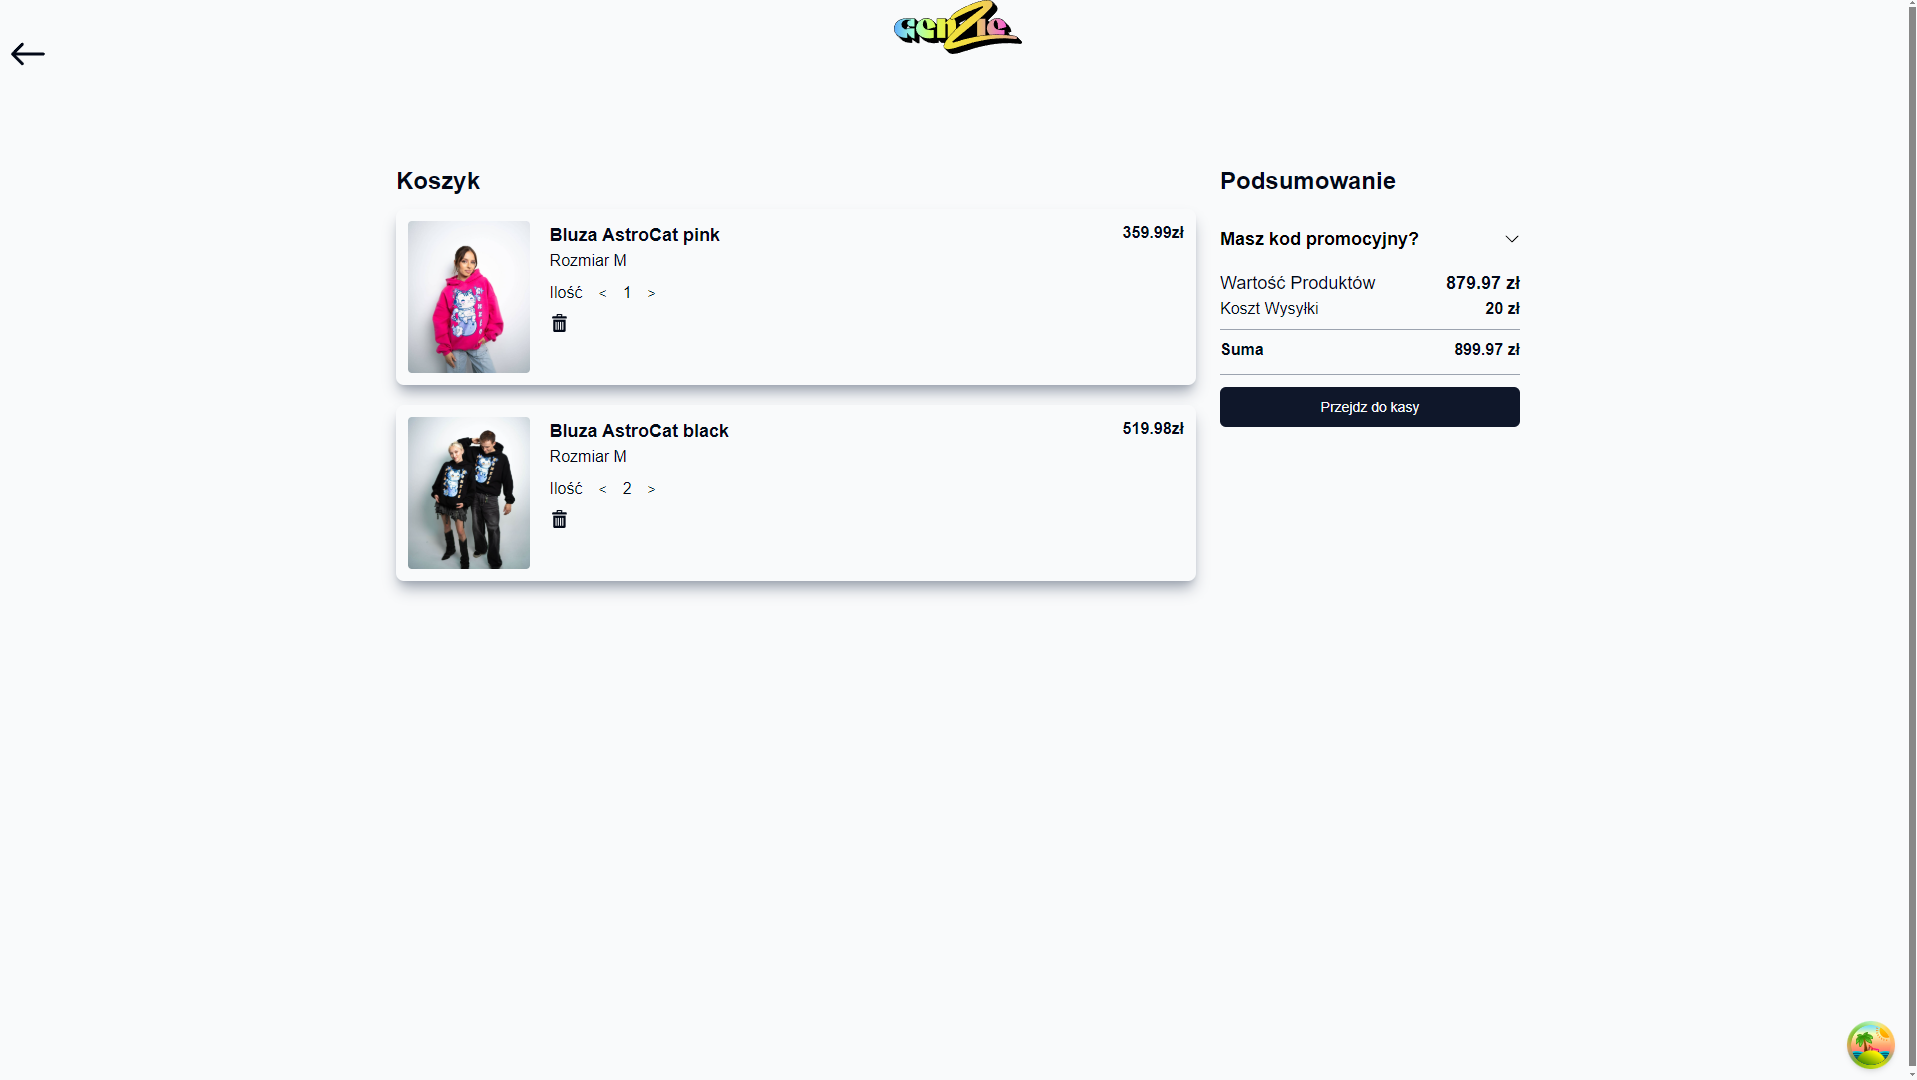 GenZie
Koszyk
Bluza AstroCat pink
359.99zł
Rozmiar M
Ilość < 1 >
Bluza AstroCat black
519.98zł
Rozmiar M
Ilość < 2 >
Podsumowanie
Masz kod promocyjny?
Wartość Produktów 879.97 zł
Koszt Wysyłki 20 zł
Suma 899.97 zł
Przejdz do kasy